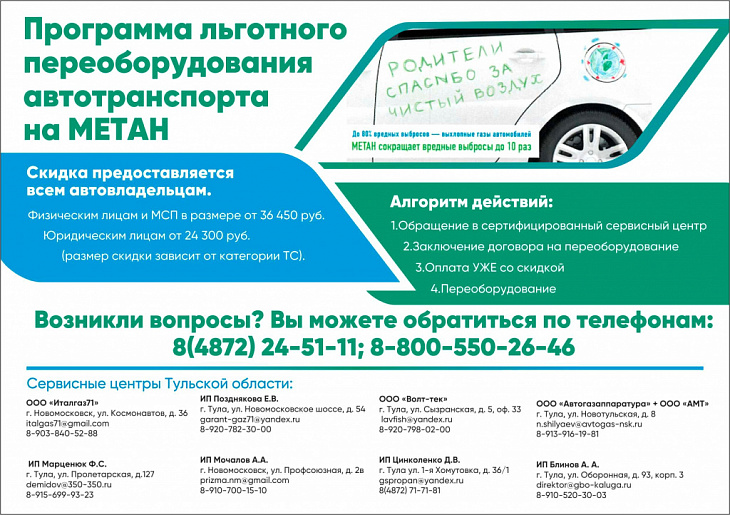 Программа льготного
переоборудования
автотранспорта
на МЕТАН
РОДИТЕЛИ
СПАСИБО ЗА
ЧИСТЫЙ ВОЗДУХ
До 80% вредных выбросов — выхлопные газы автомобилей
МЕТАН сокращает вредные выбросы до 10 раз
Скидка предоставляется
всем автовладельцам.
Физическим лицам и МСП в размере от 36 450 руб.
Юридическим лицам от 24 300 руб.
(размер скидки зависит от категории ТС).
Алгоритм действий:
1.Обращение в сертифицированный сервисный центр
2.Заключение договора на переоборудование
3.Оплата УЖЕ со скидкой
4.Переоборудование
Возникли вопросы? Вы можете обратиться по телефонам:
8(4872) 24-51-11; 8-800-550-26-46
Сервисные центры Тульской области:
ООО «Италгаз71»
г. Новомосковск, ул. Космонавтов, д. 36
italgas71@gmail.com
8-903-840-52-88
ИП Позднякова Е.В.
г. Тула, ул. Новомосковское шоссе, д. 54
garant-gaz71@yandex.ru
8-920-782-30-00
ООО «Волт-тек»
г. Тула, ул. Сызранская, д. 5, оф. 33
lavfish@yandex.ru
8-920-798-02-00
ООО «Автогазаппаратура» + ООО «АМТ»
г. Тула, ул. Новотульская, д. 8
n.shilyaev@avtogas-nsk.ru
8-913-916-19-81
ИП Марценюк Ф.С.
г. Тула, ул. Пролетарская, д.127
demidov@350-350.ru
8-915-699-93-23
ИП Мочалов А.А.
г. Новомосковск, ул. Профсоюзная, д. 2в
prizma.nm@gmail.com
8-910-700-15-10
ИП Цинколенко Д.В.
г. Тула ул. 1-я Хомутовка, д. 36/1
gspropan@yandex.ru
8(4872) 71-71-81
ИП Блинов А. А.
г. Тула, ул. Оборонная, д. 93, корп. 3
direktor@gbo-kaluga.ru
8-910-520-30-03